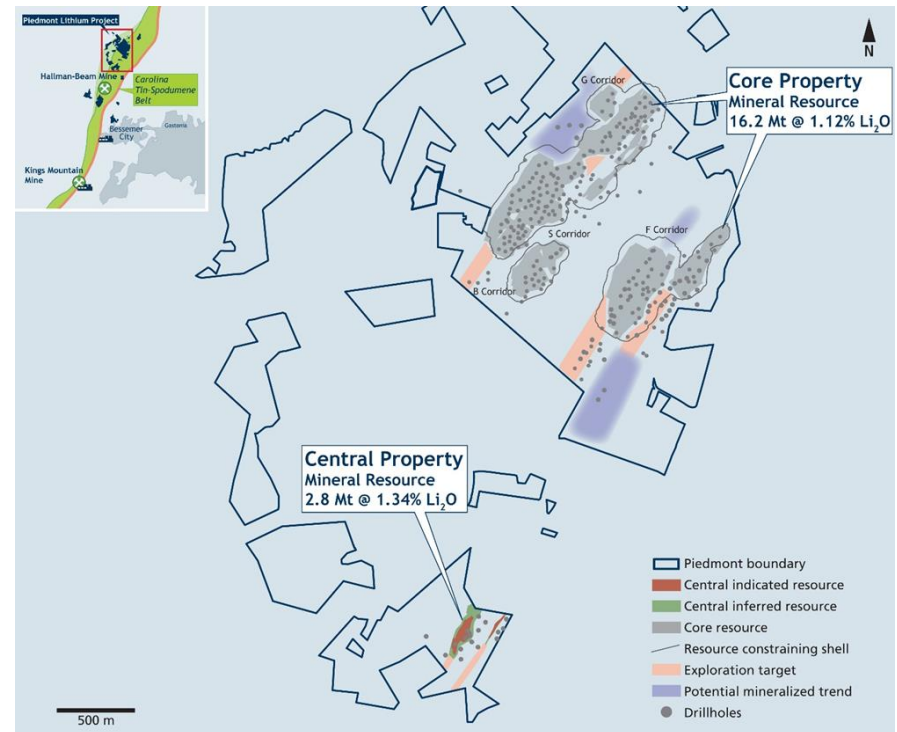 Piedmont Lithium Project
Hallman-Beam Mine
Carolina
Tin-Spodumene
Belt
Bessemer
City
Gastonia
Kings Mountain
Mine
N
G Corridor
Core Property
Mineral Resource
16.2 Mt @ 1.12% Li₂O
S Corridor
F Corridor
B Corridor
Central Property
Mineral Resource
2.8 Mt @ 1.34% Li₂O
Piedmont boundary
Central indicated resource
Central inferred resource
Core resource
Resource constraining shell
Exploration target
Potential mineralized trend
Drillholes
500 m